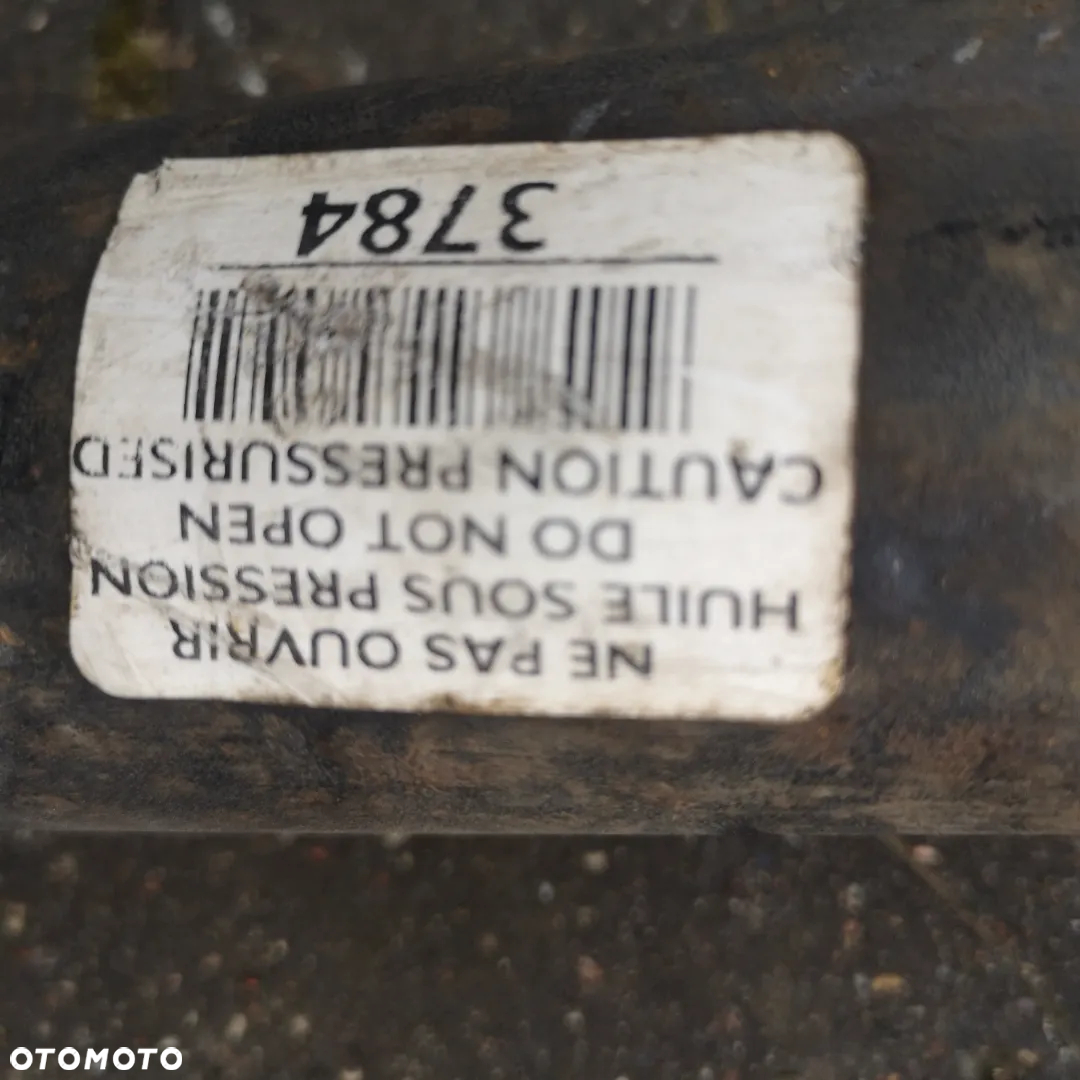 3784
CAUTION PRESSURISED
DO NOT OPEN
HUILE SOUS PRESSION
NE PAS OUVRIR
OTOMOTO